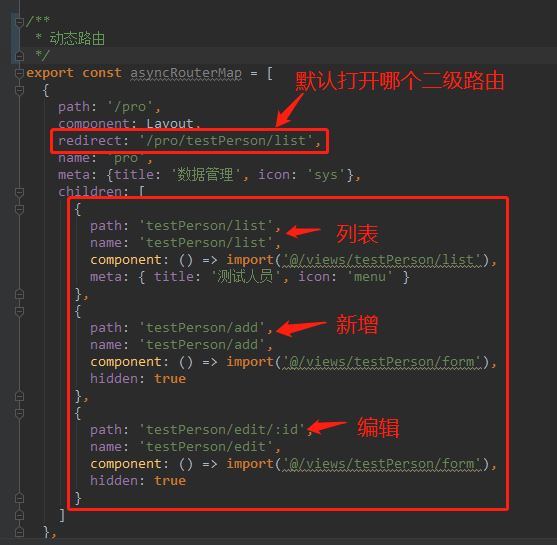 /**
 * 动态路由
 */
export const asyncRouterMap = [
  {
    path: '/pro',
    component: Layout,
    redirect: '/pro/testPerson/list',
默认打开哪个二级路由
    name: 'pro',
    meta: {title: '数据管理', icon: 'sys'},
    children: [
      {
        path: 'testPerson/list',
列表
        name: 'testPerson/list',
        component: () => import('@/views/testPerson/list'),
        meta: { title: '测试人员', icon: 'menu' }
      },
      {
        path: 'testPerson/add',
新增
        name: 'testPerson/add',
        component: () => import('@/views/testPerson/form'),
        hidden: true
      },
      {
        path: 'testPerson/edit/:id',
编辑
        name: 'testPerson/edit',
        component: () => import('@/views/testPerson/form'),
        hidden: true
      }
    ]
  },